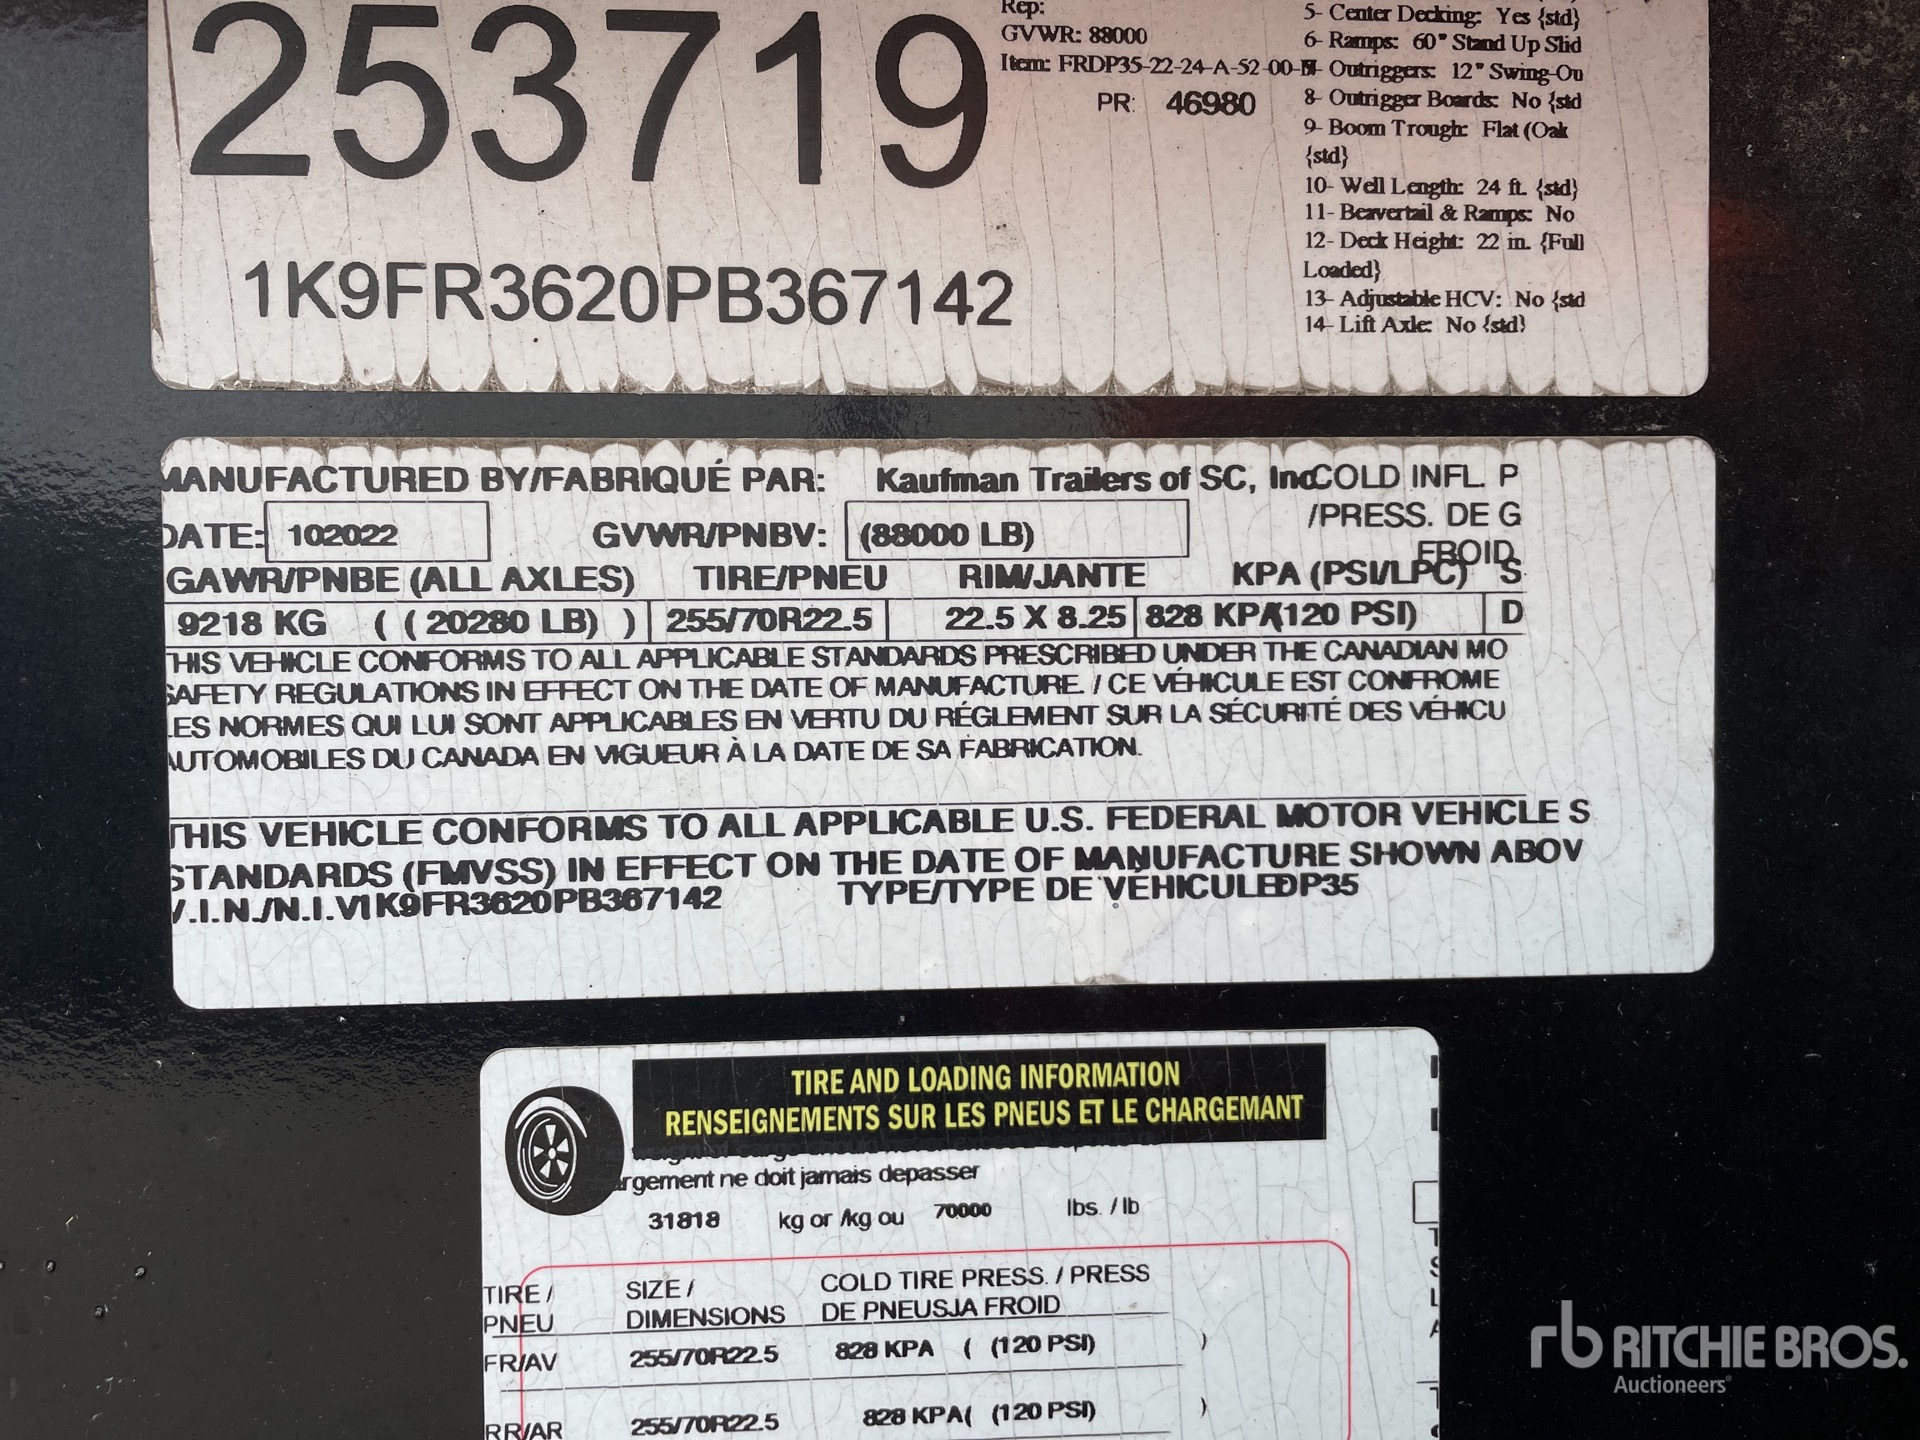 253719
Rep:
GVWR: 88000
Item: FRDP35-22-24-A-52-00-
PR: 46980
1K9FR3620PB367142
5- Center Decking: Yes {std}
6- Ramps: 60" Stand Up Slid
7- Outriggers: 12" Swing-Ou
8- Outrigger Boards: No {std
9- Boom Trough: Flat (Oak
{std}
10- Well Length: 24 ft. {std}
11- Beavertail & Ramps: No
12- Deck Height: 22 in. {Full
Loaded}
13- Adjustable HCV: No {std
14- Lift Axle: No {std}
MANUFACTURED BY/FABRIQUÉ PAR: Kaufman Trailers of SC, Inc COLD INFL. P
/PRESS. DE G
FROID
DATE: 102022 GVWR/PNBV: (88000 LB)
GAWR/PNBE (ALL AXLES) TIRE/PNEU RIM/JANTE KPA (PSI/LPC) S
9218 KG ( ( 20280 LB) ) 255/70R22.5 22.5 X 8.25 828 KPA (120 PSI) D
THIS VEHICLE CONFORMS TO ALL APPLICABLE STANDARDS PRESCRIBED UNDER THE CANADIAN MO
SAFETY REGULATIONS IN EFFECT ON THE DATE OF MANUFACTURE. / CE VÉHICULE EST CONFROME
LES NORMES QUI LUI SONT APPLICABLES EN VERTU DU RÉGLEMENT SUR LA SÉCURITÉ DES VÉHICU
AUTOMOBILES DU CANADA EN VIGUEUR À LA DATE DE SA FABRICATION.
THIS VEHICLE CONFORMS TO ALL APPLICABLE U.S. FEDERAL MOTOR VEHICLE S
STANDARDS (FMVSS) IN EFFECT ON THE DATE OF MANUFACTURE SHOWN ABOV
V.I.N./N.I.V 1K9FR3620PB367142 TYPE/TYPE DE VÉHICULE DP35
TIRE AND LOADING INFORMATION
RENSEIGNEMENTS SUR LES PNEUS ET LE CHARGEMANT
argement ne doit jamais depasser
31818 kg or /kg ou 70000 lbs. / lb
TIRE / SIZE / COLD TIRE PRESS. / PRESS
PNEU DIMENSIONS DE PNEUSJA FROID
FR/AV 255/70R22.5 828 KPA ( (120 PSI) )
RR/AR 255/70R22.5 828 KPA( (120 PSI) )
rb RITCHIE BROS.
Auctioneers